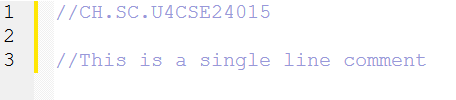 1 //CH.SC.U4CSE24015
2
3 //This is a single line comment